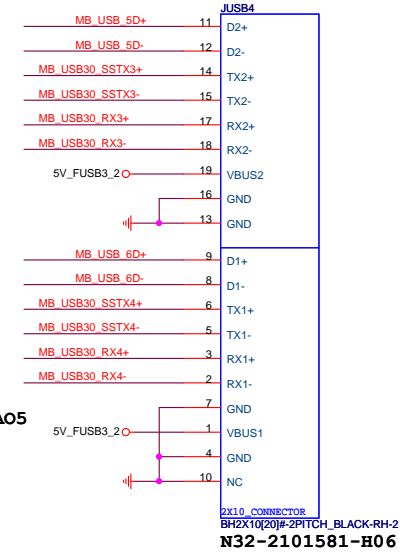 JUSB4
MB_USB_5D+ 11 D2+
MB_USB_5D- 12 D2-
MB_USB30_SSTX3+ 14 TX2+
MB_USB30_SSTX3- 15 TX2-
MB_USB30_RX3+ 17 RX2+
MB_USB30_RX3- 18 RX2-
5V_FUSB3_2 19 VBUS2
16 GND
13 GND
MB_USB_6D+ 9 D1+
MB_USB_6D- 8 D1-
MB_USB30_SSTX4+ 6 TX1+
MB_USB30_SSTX4- 5 TX1-
MB_USB30_RX4+ 3 RX1+
MB_USB30_RX4- 2 RX1-
7 GND
5V_FUSB3_2 1 VBUS1
4 GND
10 NC
2X10_CONNECTOR
BH2X10[20]#-2PITCH_BLACK-RH-2
N32-2101581-H06